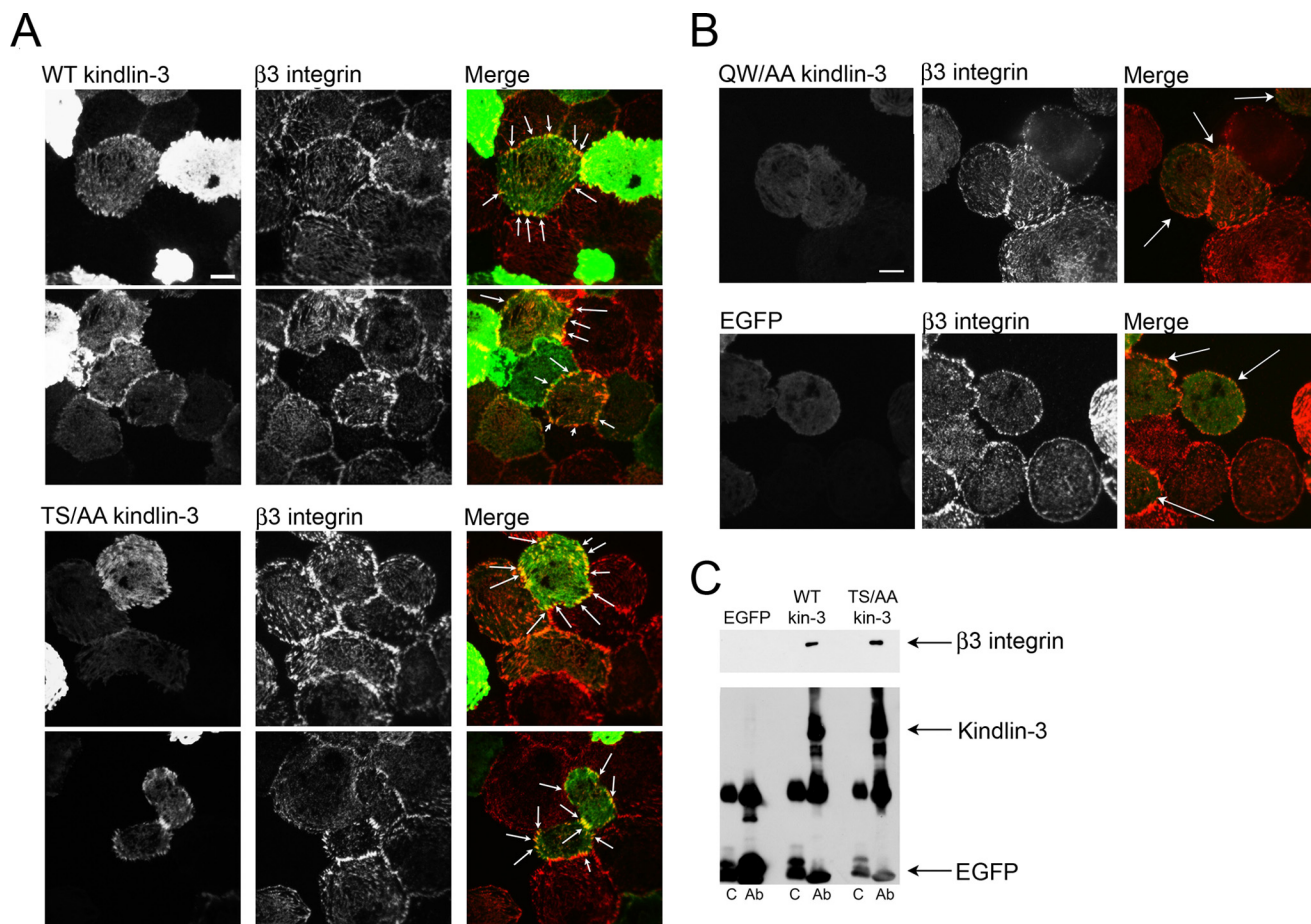 A
WT kindlin-3 β3 integrin Merge
TS/AA kindlin-3 β3 integrin Merge
B
QW/AA kindlin-3 β3 integrin Merge
EGFP β3 integrin Merge
C
WT TS/AA
EGFP kin-3 kin-3
β3 integrin
Kindlin-3
EGFP
C Ab C Ab C Ab